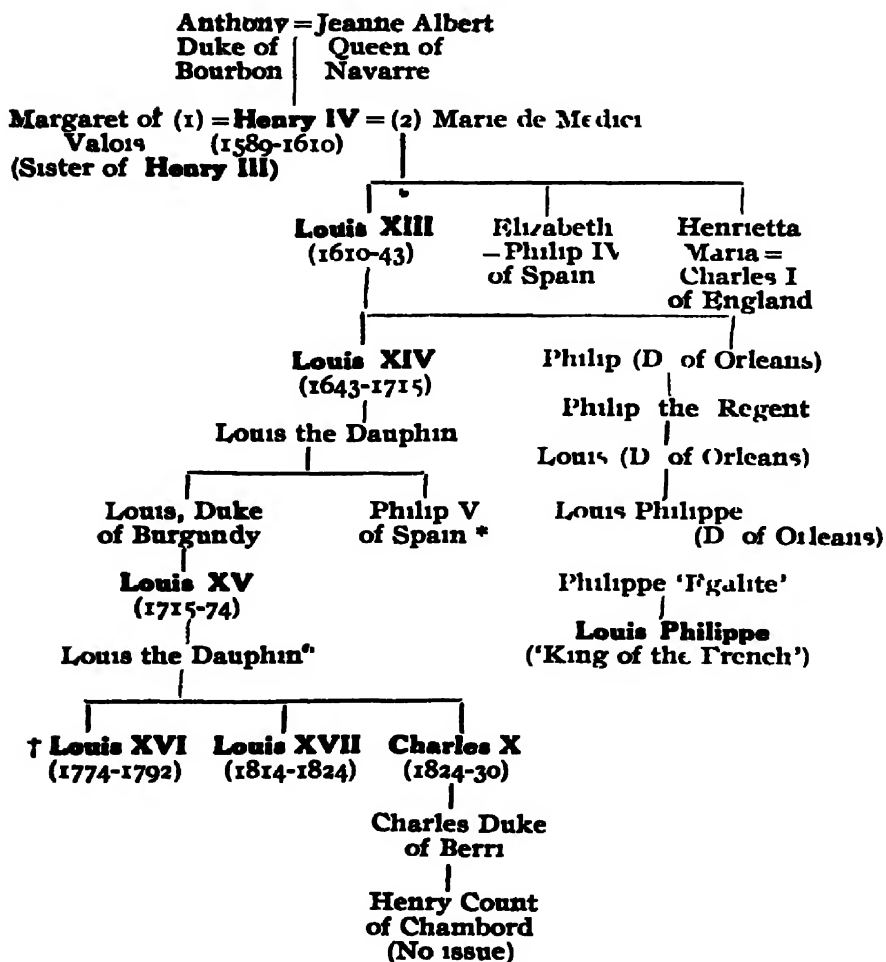 Anthony = Jeanne Albert
Duke of Queen of
Bourbon Navarre
Margaret of (1) = Henry IV = (2) Marie de Medici
Valois (1589-1610)
(Sister of Henry III)
Louis XIII Elizabeth Henrietta
(1610-43) –Philip IV Maria =
of Spain Charles I
of England
Louis XIV Philip (D of Orleans)
(1643-1715)
Philip the Regent
Louis the Dauphin
Louis (D of Orleans)
Louis, Duke Philip V Louis Philippe
of Burgundy of Spain * (D of Orleans)
Louis XV Philippe 'Egalite'
(1715-74)
Louis Philippe
Louis the Dauphin ('King of the French')
† Louis XVI Louis XVII Charles X
(1774-1792) (1814-1824) (1824-30)
Charles Duke
of Berri
Henry Count
of Chambord
(No issue)